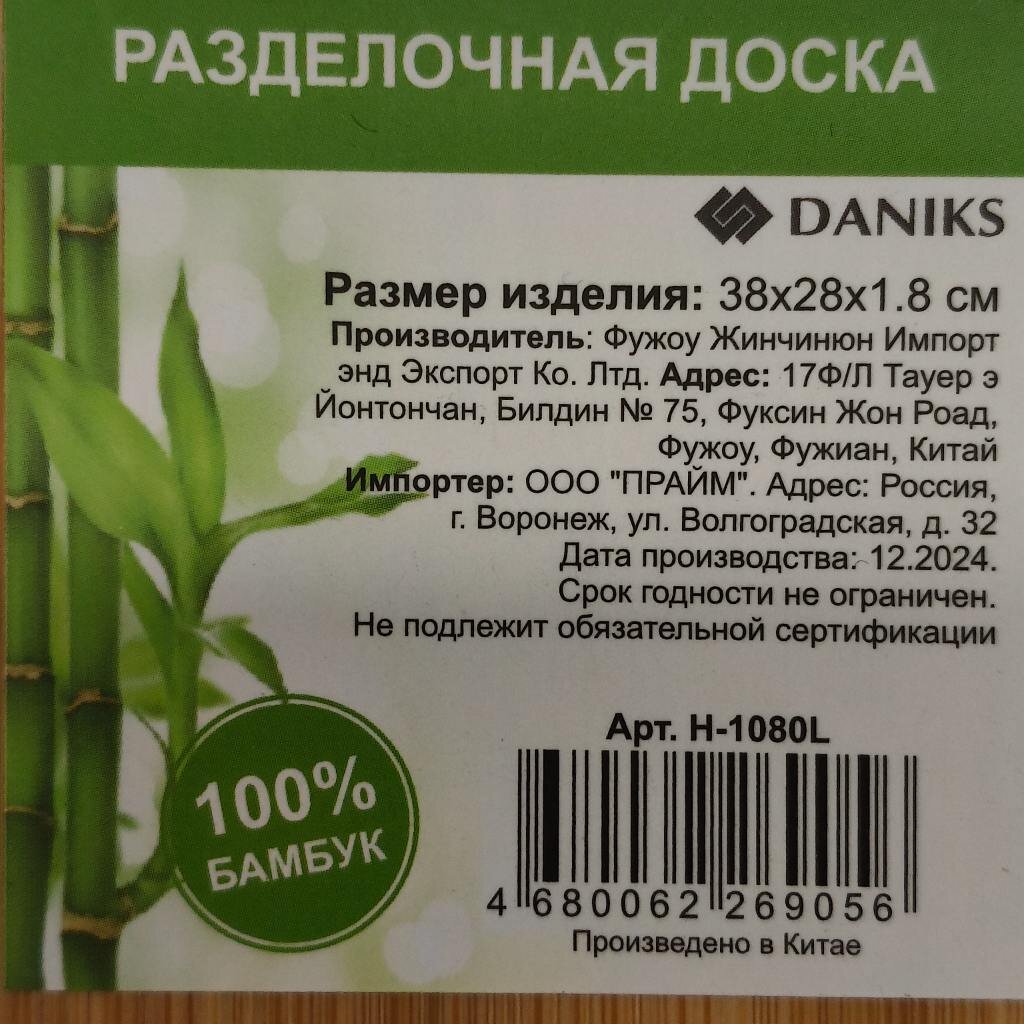 РАЗДЕЛОЧНАЯ ДОСКА
DANIKS
Размер изделия: 38x28x1.8 см
Производитель: Фужоу Жинчинюн Импорт
энд Экспорт Ко. Лтд. Адрес: 17Ф/Л Тауер э
Йонтончан, Билдин № 75, Фуксин Жон Роад,
Фужоу, Фужиан, Китай
Импортер: ООО "ПРАЙМ". Адрес: Россия,
г. Воронеж, ул. Волгоградская, д. 32
Дата производства: 12.2024.
Срок годности не ограничен.
Не подлежит обязательной сертификации
100%
БАМБУК
Арт. H-1080L
4 680062 269056
Произведено в Китае